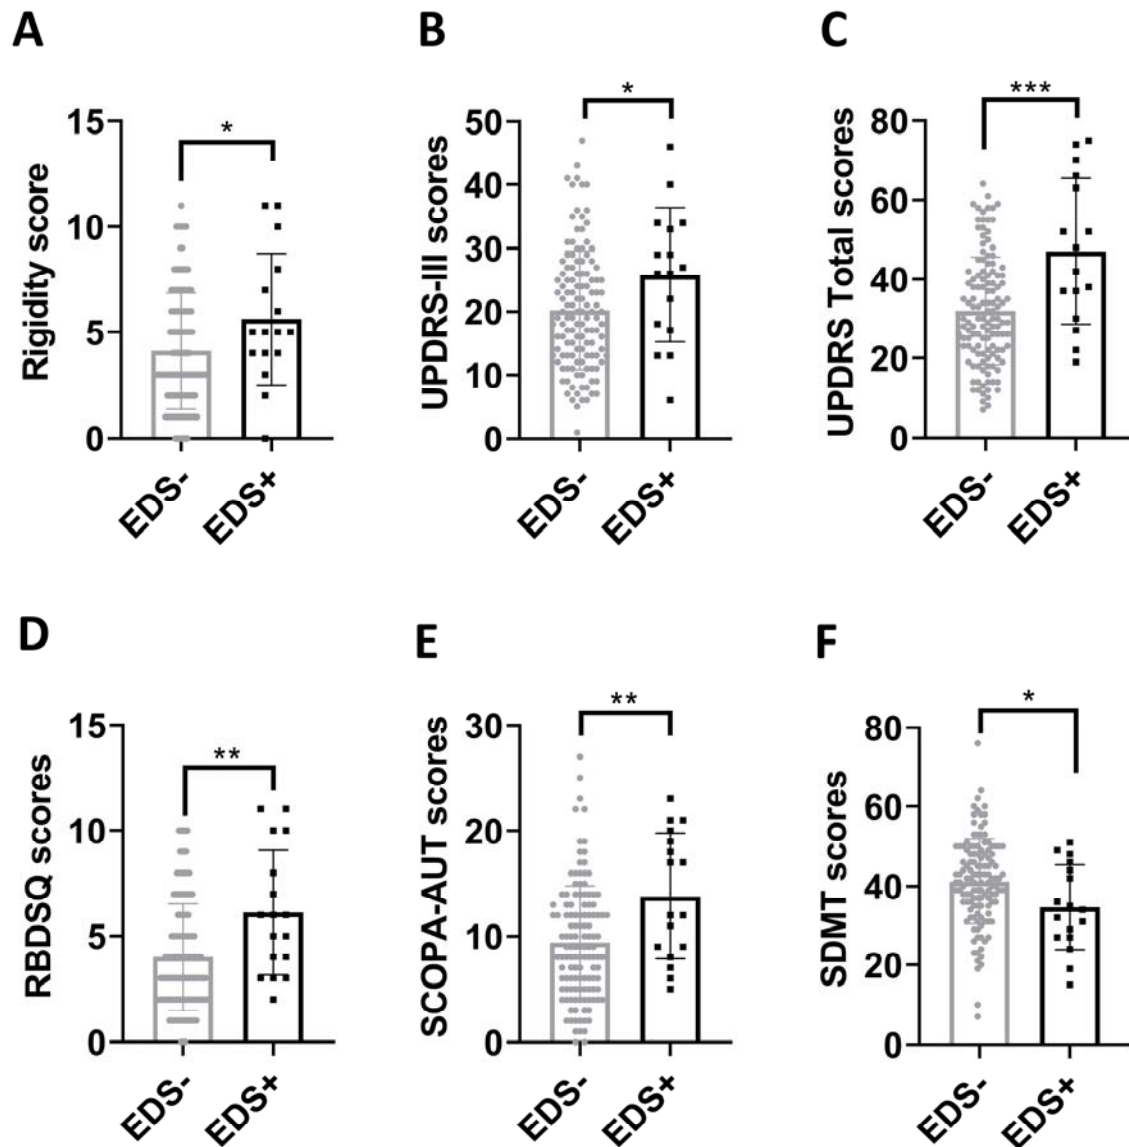 A
B
C
Rigidity score
15
10
5
0
*
EDS-
EDS+
UPDRS-III scores
50
40
30
20
10
0
*
EDS-
EDS+
UPDRS Total scores
80
60
40
20
0
***
EDS-
EDS+
D
E
F
RBDSQ scores
15
10
5
0
**
EDS-
EDS+
SCOPA-AUT scores
30
20
10
0
**
EDS-
EDS+
SDMT scores
80
60
40
20
0
*
EDS-
EDS+